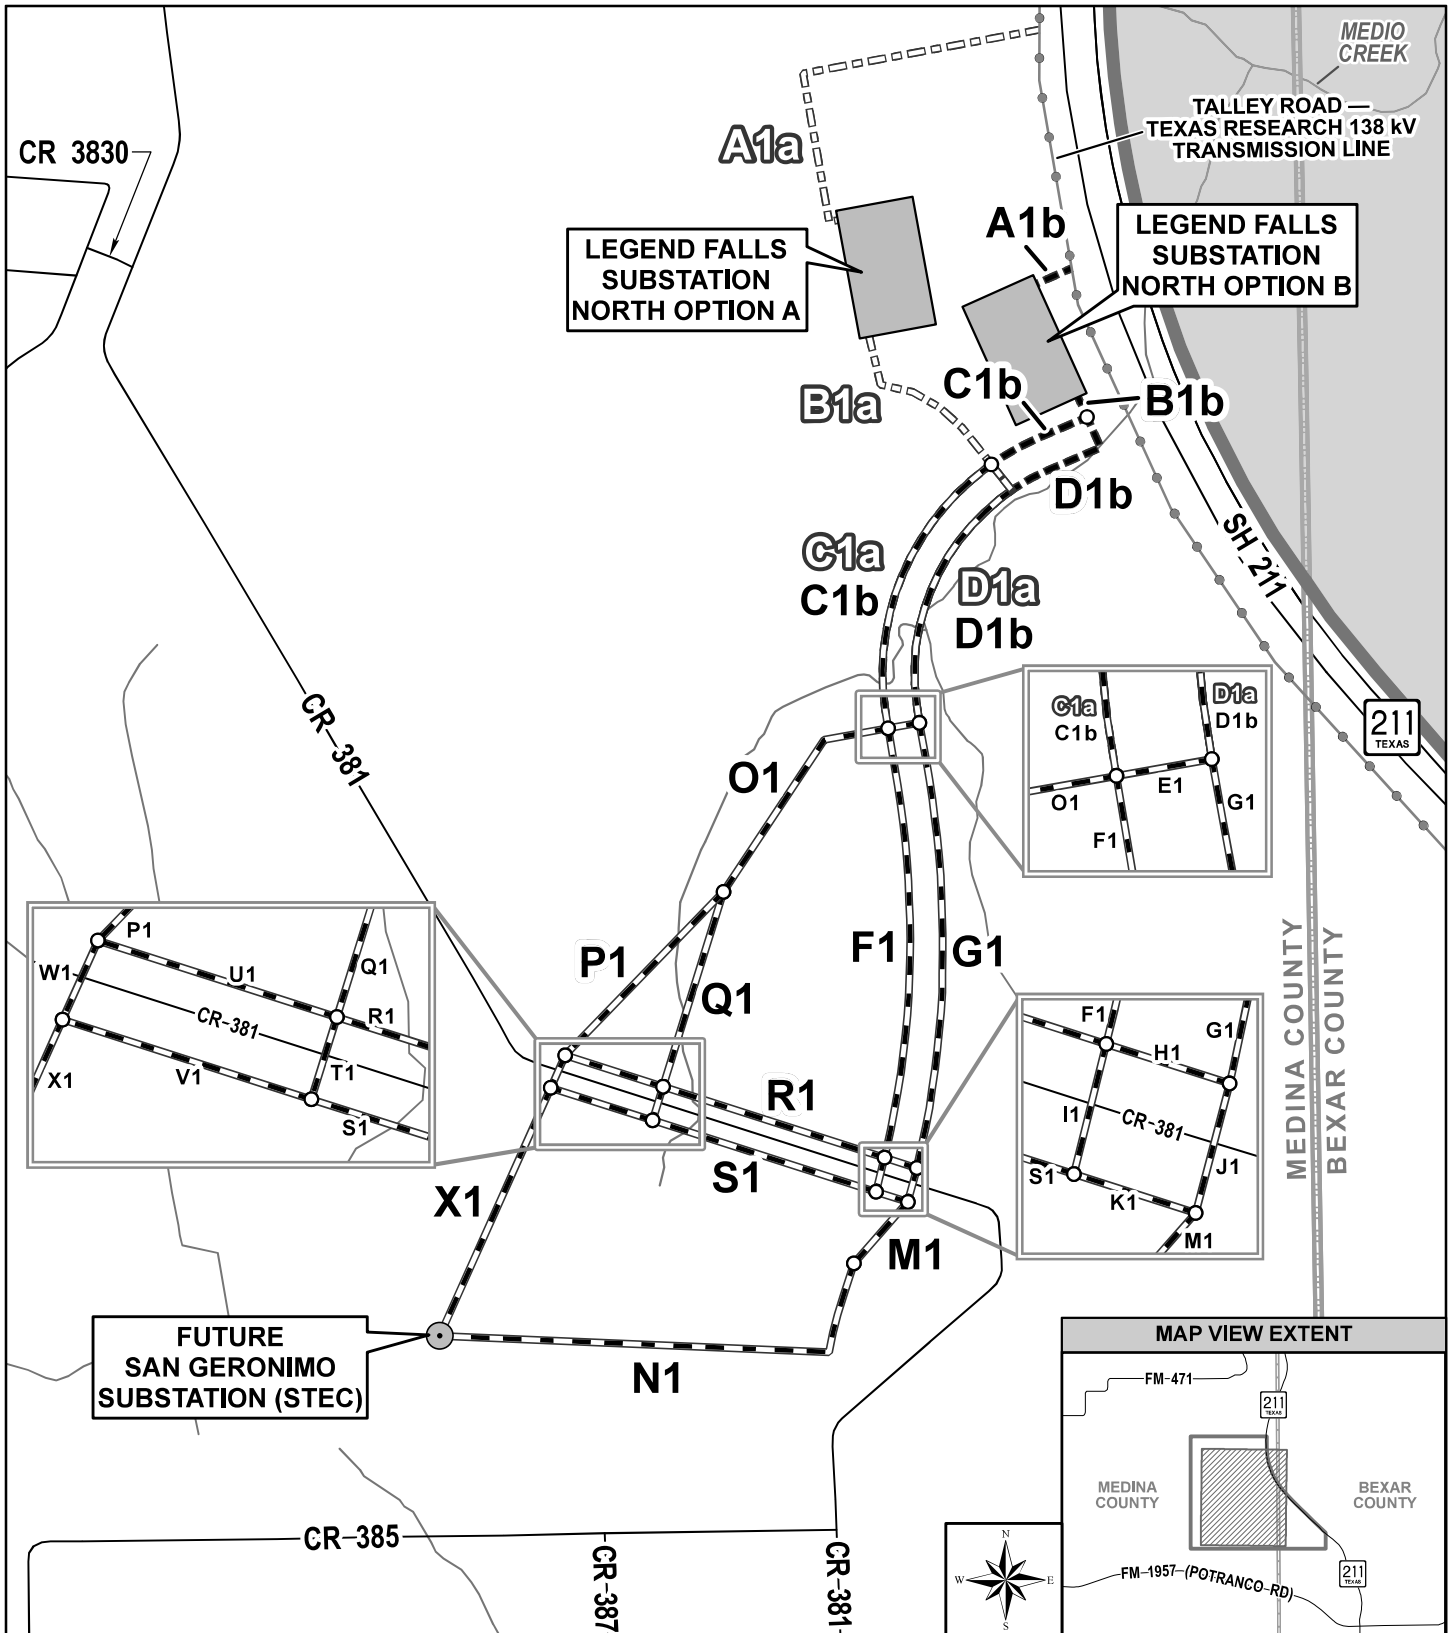 MEDIO
CREEK
TALLEY ROAD —
TEXAS RESEARCH 138 kV
TRANSMISSION LINE
CR 3830
A1a
LEGEND FALLS
SUBSTATION
NORTH OPTION A
A1b
LEGEND FALLS
SUBSTATION
NORTH OPTION B
C1b
B1b
B1a
D1b
SH 211
C1a
C1b
D1a
D1b
CR 381
211
TEXAS
C1a
C1b
D1a
D1b
O1
E1
G1
F1
O1
P1
Q1
F1
G1
MEDINA COUNTY
BEXAR COUNTY
P1
W1
U1
Q1
R1
CR-381
X1
V1
T1
S1
F1
G1
H1
I1
CR-381
J1
S1
K1
M1
R1
S1
X1
M1
FUTURE
SAN GERONIMO
SUBSTATION (STEC)
N1
MAP VIEW EXTENT
FM-471
211
TEXAS
MEDINA
COUNTY
BEXAR
COUNTY
211
TEXAS
FM-1957 (POTRANCO RD)
CR-385
CR-387
CR-381
N
W
E
S